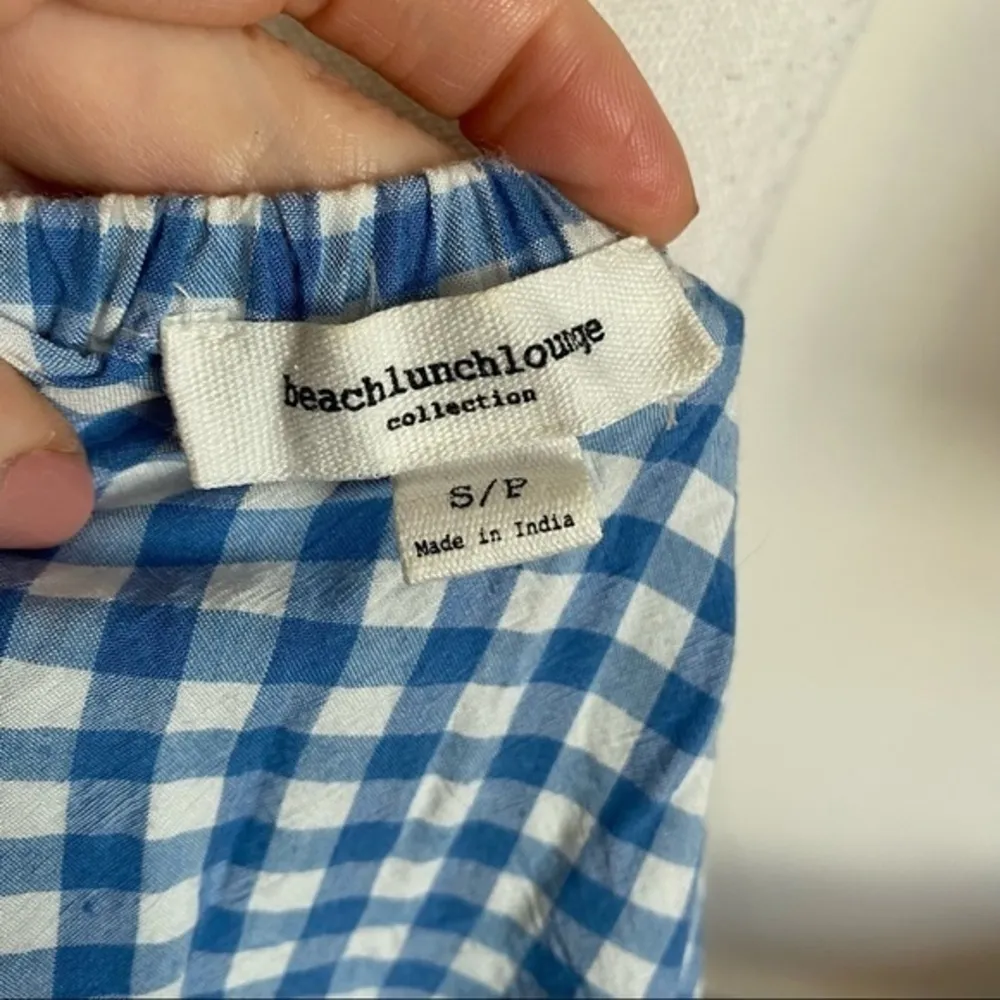 beachlunchlounge
collection
S/P
Made in India